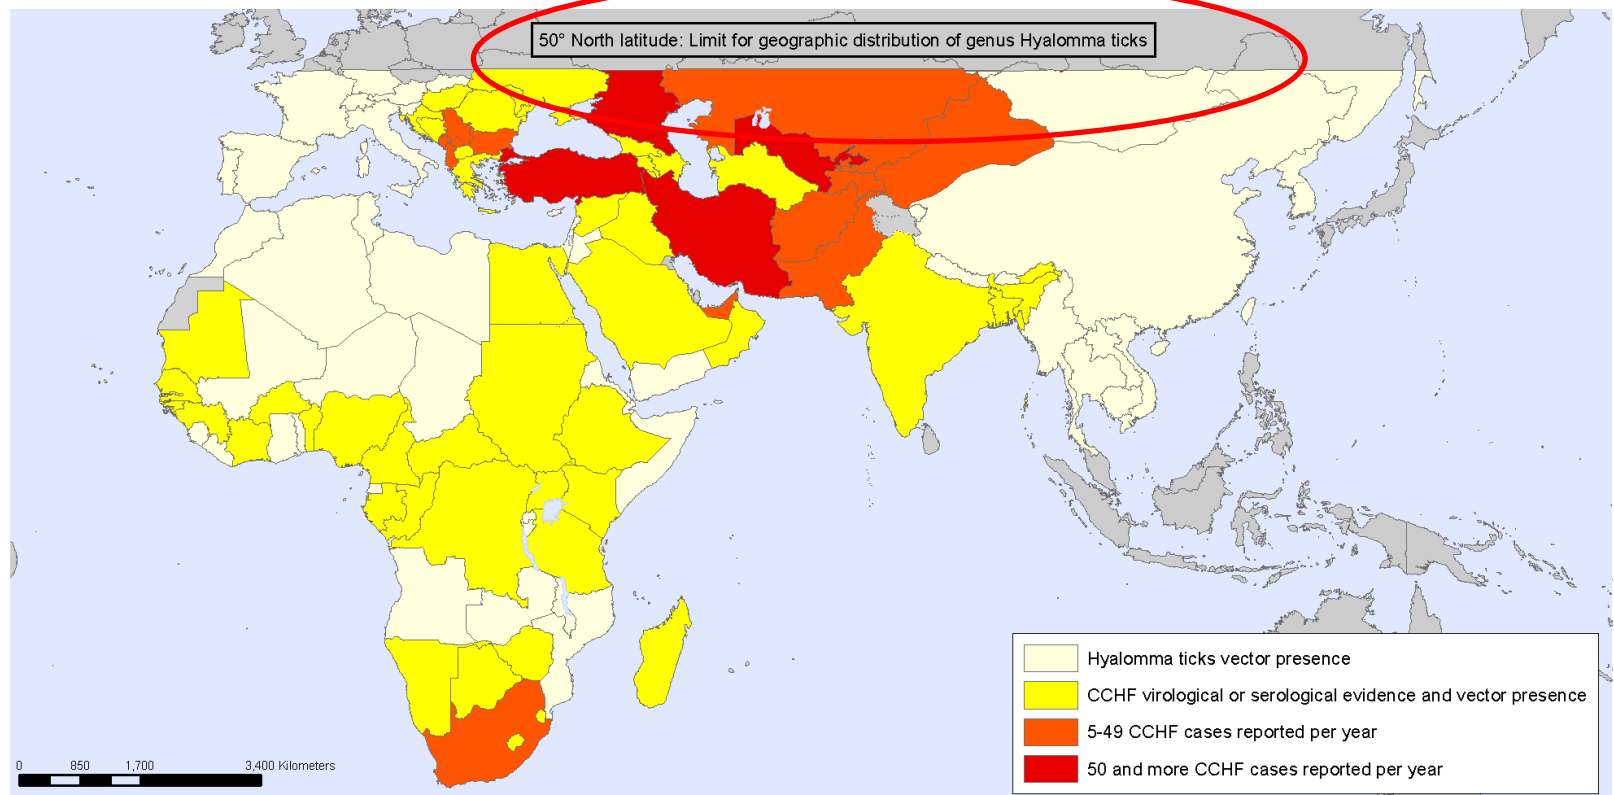 50° North latitude: Limit for geographic distribution of genus Hyalomma ticks
Hyalomma ticks vector presence
CCHF virological or serological evidence and vector presence
5-49 CCHF cases reported per year
50 and more CCHF cases reported per year
0 850 1,700 3,400 Kilometers